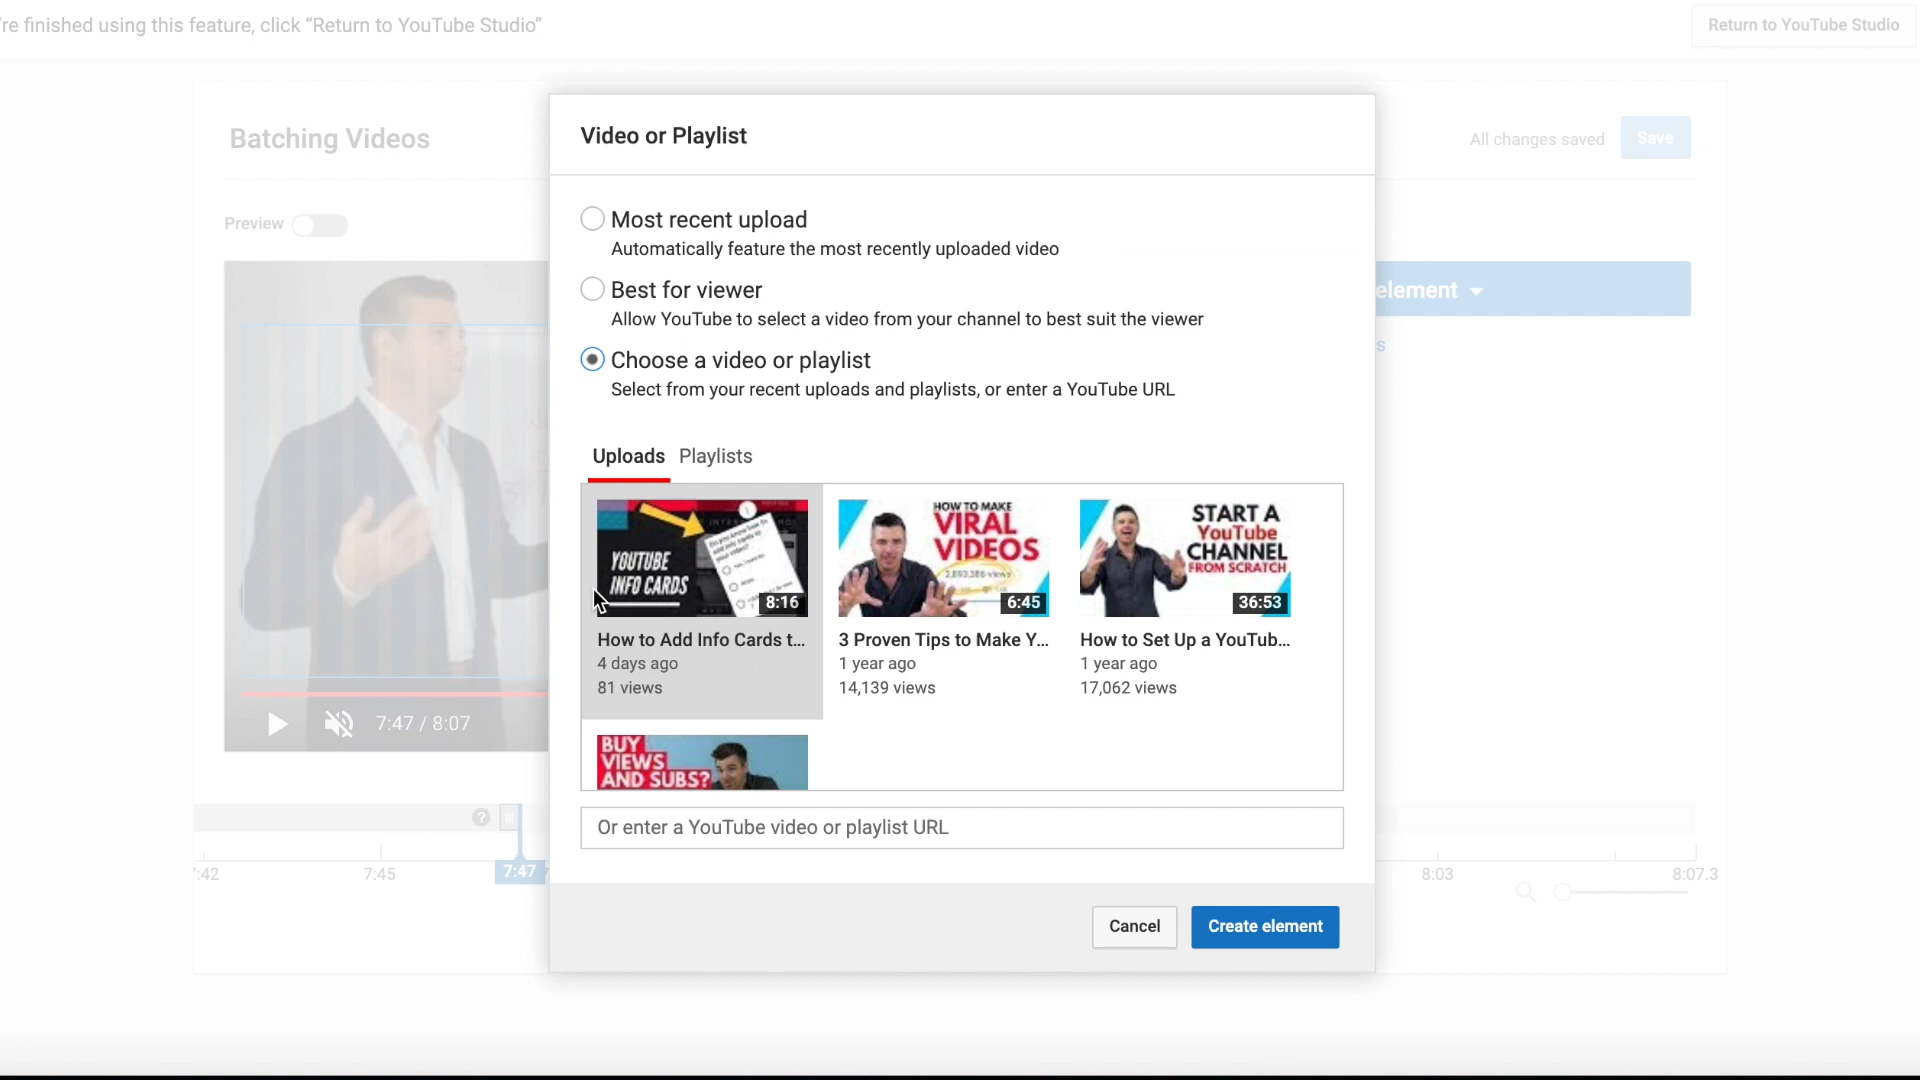 're finished using this feature, click “Return to YouTube Studio”
Return to YouTube Studio
Batching Videos
All changes saved
Save
Preview
element
s
7:47 / 8:07
Video or Playlist
Most recent upload
Automatically feature the most recently uploaded video
Best for viewer
Allow YouTube to select a video from your channel to best suit the viewer
Choose a video or playlist
Select from your recent uploads and playlists, or enter a YouTube URL
Uploads Playlists
YOUTUBE
INFO CARDS
8:16
HOW TO MAKE
VIRAL
VIDEOS
6:45
START A
YouTube
CHANNEL
FROM SCRATCH
36:53
How to Add Info Cards t...
4 days ago
81 views
3 Proven Tips to Make Y...
1 year ago
14,139 views
How to Set Up a YouTub...
1 year ago
17,062 views
BUY
VIEWS
AND SUBS?
Or enter a YouTube video or playlist URL
Cancel
Create element
?
:42
7:45
7:47
8:03
8:07.3